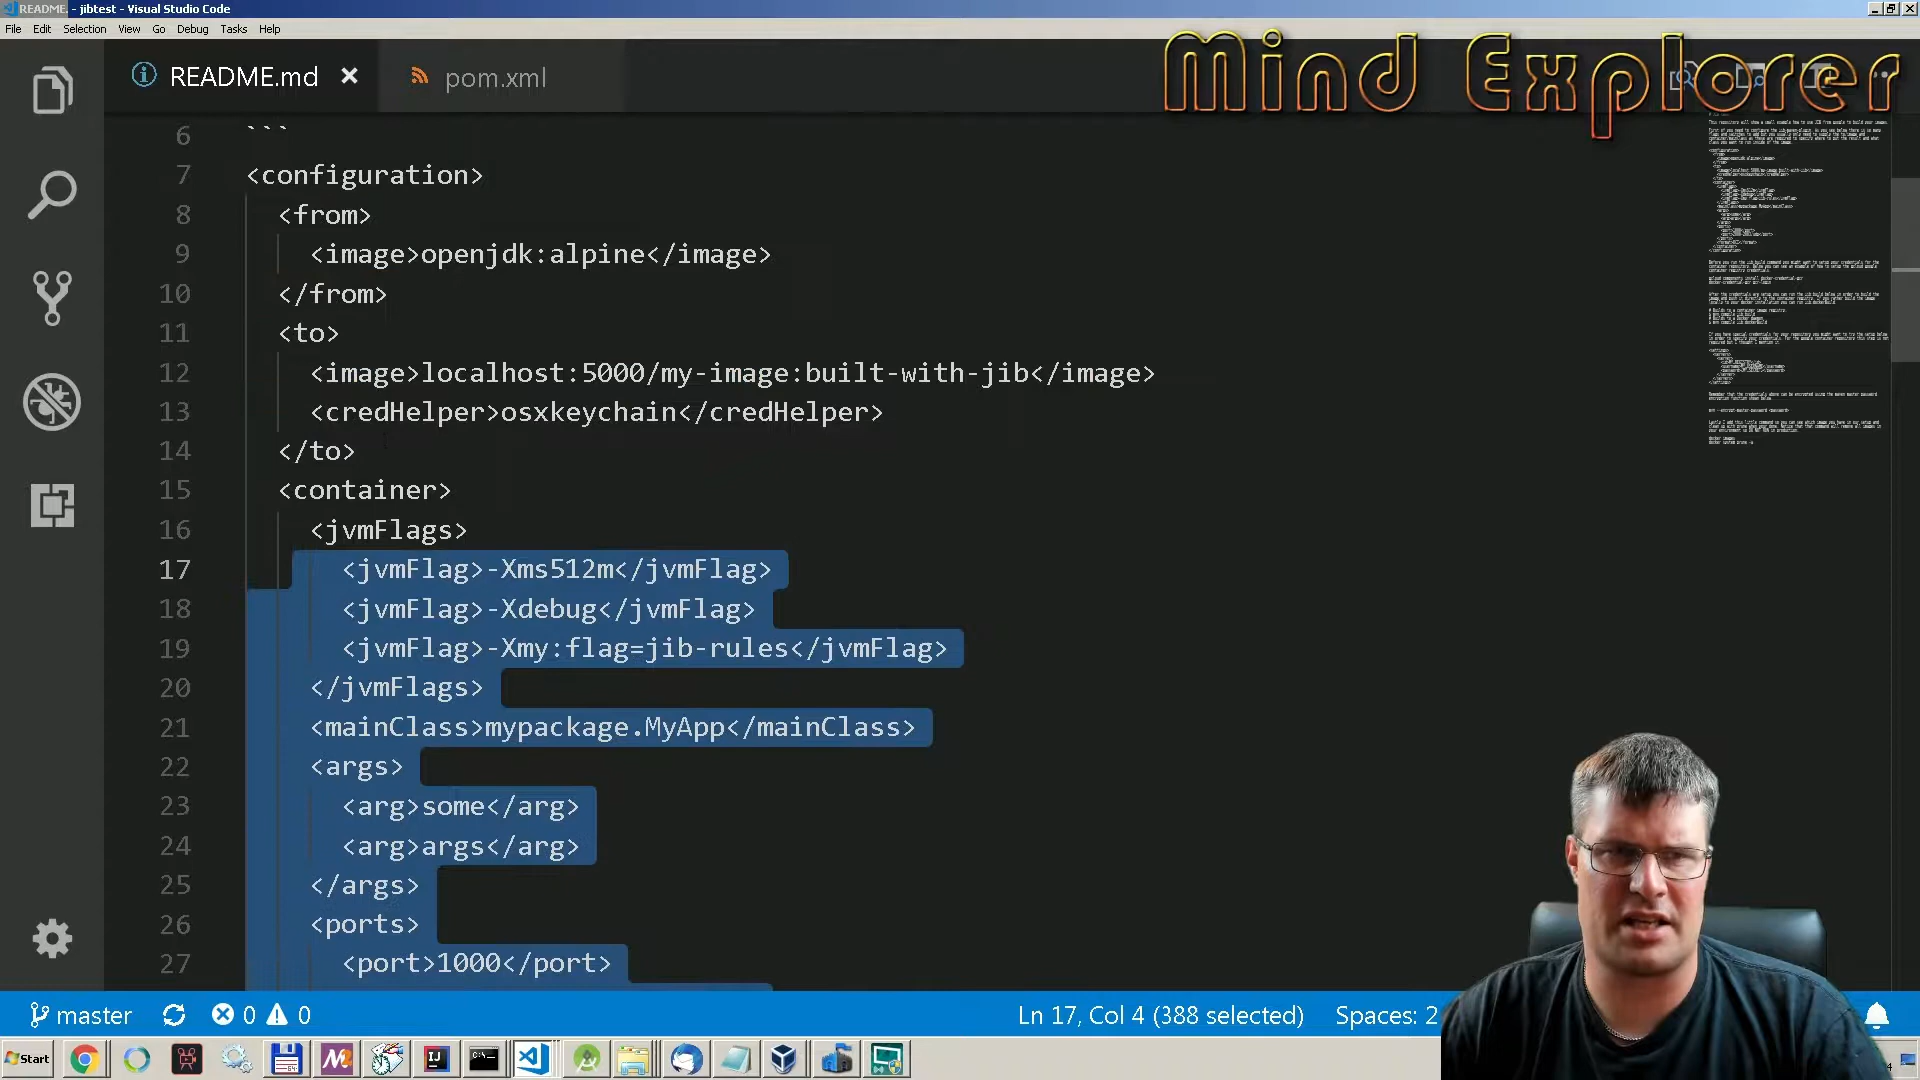 README. - jibtest - Visual Studio Code
File Edit Selection View Go Debug Tasks Help
README.md
pom.xml
Mind Explorer
6 ```
7 <configuration>
8 <from>
9 <image>openjdk:alpine</image>
10 </from>
11 <to>
12 <image>localhost:5000/my-image:built-with-jib</image>
13 <credHelper>osxkeychain</credHelper>
14 </to>
15 <container>
16 <jvmFlags>
17 <jvmFlag>-Xms512m</jvmFlag>
18 <jvmFlag>-Xdebug</jvmFlag>
19 <jvmFlag>-Xmy:flag=jib-rules</jvmFlag>
20 </jvmFlags>
21 <mainClass>mypackage.MyApp</mainClass>
22 <args>
23 <arg>some</arg>
24 <arg>args</arg>
25 </args>
26 <ports>
27 <port>1000</port>
master 0 0 Ln 17, Col 4 (388 selected) Spaces: 2
Start